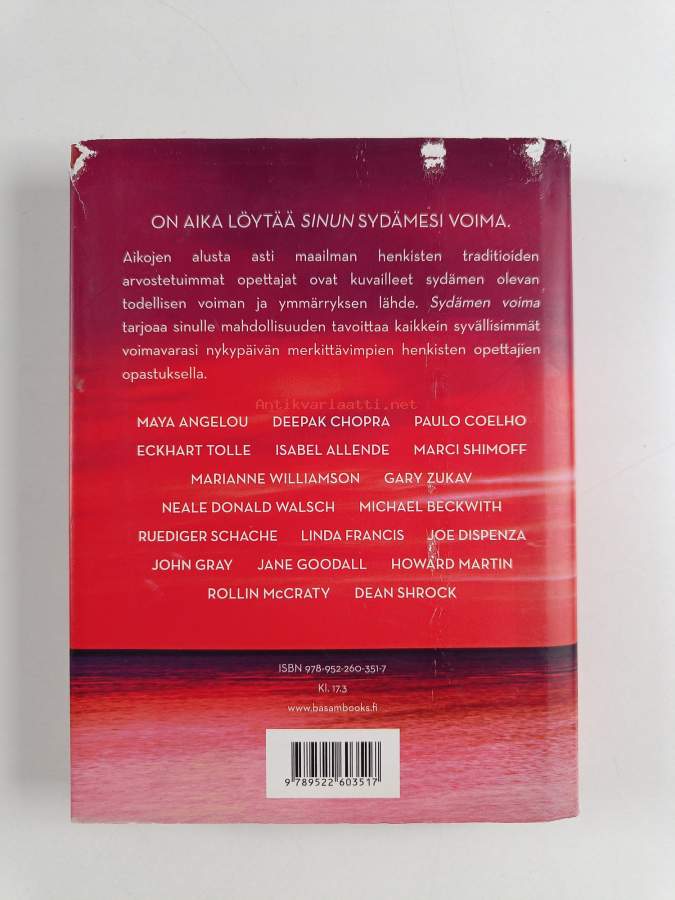 ON AIKA LÖYTÄÄ SINUN SYDÄMESI VOIMA.
Aikojen alusta asti maailman henkisten traditioiden
arvostetuimmat opettajat ovat kuvailleet sydämen olevan
todellisen voiman ja ymmärryksen lähde. Sydämen voima
tarjoaa sinulle mahdollisuuden tavoittaa kaikkein syvällisimmät
voimavarasi nykypäivän merkittävimpien henkisten opettajien
opastuksella.
Antikvariaatti.net
MAYA ANGELOU DEEPAK CHOPRA PAULO COELHO
ECKHART TOLLE ISABEL ALLENDE MARCI SHIMOFF
MARIANNE WILLIAMSON GARY ZUKAV
NEALE DONALD WALSCH MICHAEL BECKWITH
RUEDIGER SCHACHE LINDA FRANCIS JOE DISPENZA
JOHN GRAY JANE GOODALL HOWARD MARTIN
ROLLIN McCRATY DEAN SHROCK
ISBN 978-952-260-351-7
Kl. 17.3
www.basambooks.fi
9 789522 603517